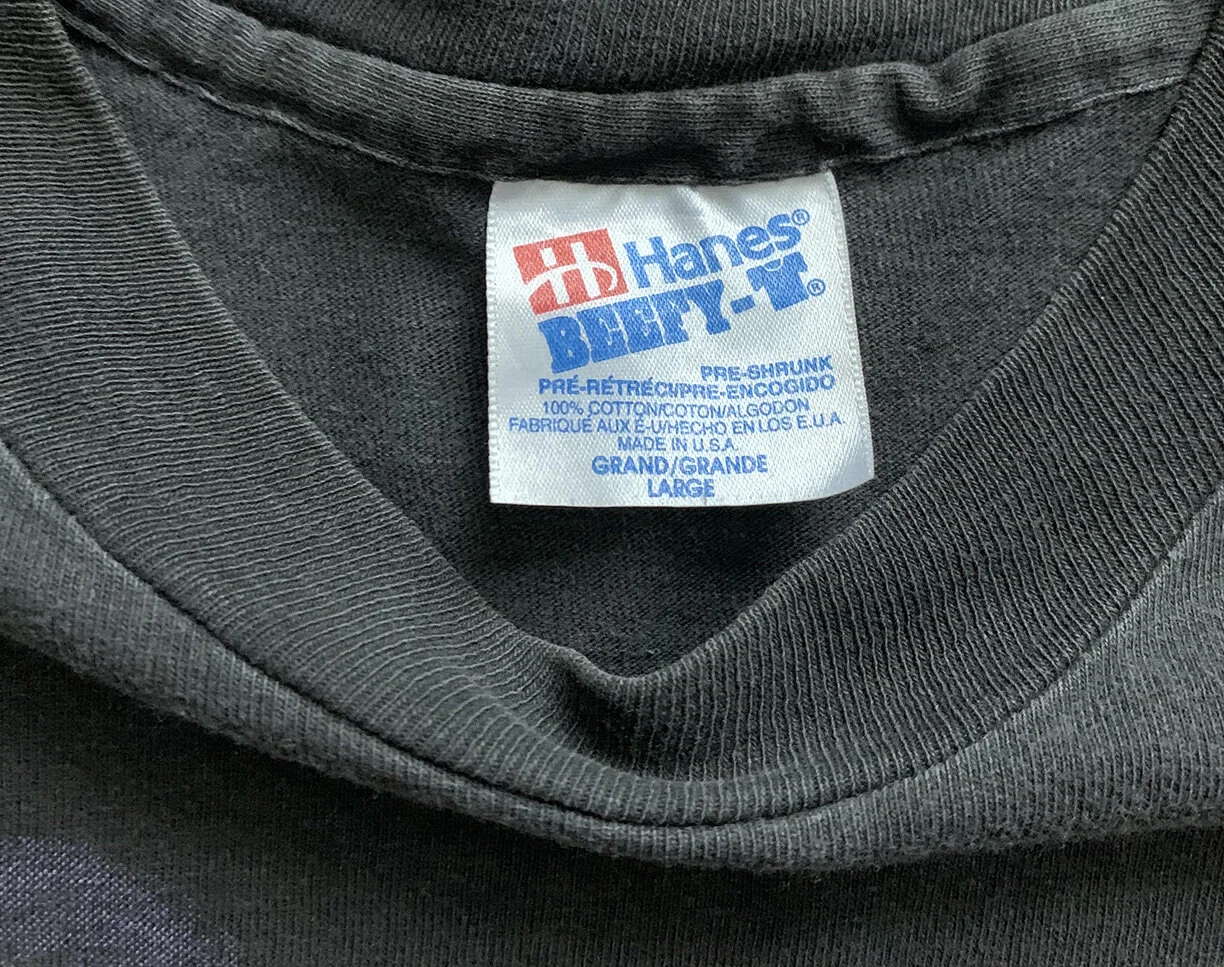 H Hanes®
BEEFY-T®
PRE-SHRUNK
PRÉ-RÉTRÉCI/PRE-ENCOGIDO
100% COTTON/COTON/ALGODON
FABRIQUÉ AUX É-U/HECHO EN LOS E.U.A.
MADE IN U.S.A.
GRAND/GRANDE
LARGE